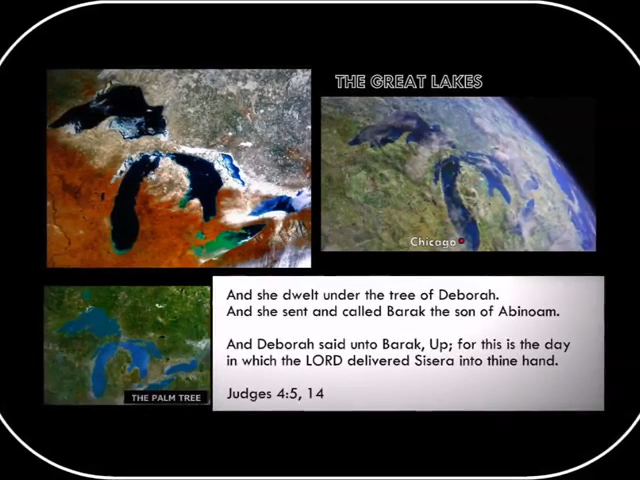 THE GREAT LAKES
Chicago
THE PALM TREE
And she dwelt under the tree of Deborah.
And she sent and called Barak the son of Abinoam.
And Deborah said unto Barak, Up; for this is the day
in which the LORD delivered Sisera into thine hand.
Judges 4:5, 14